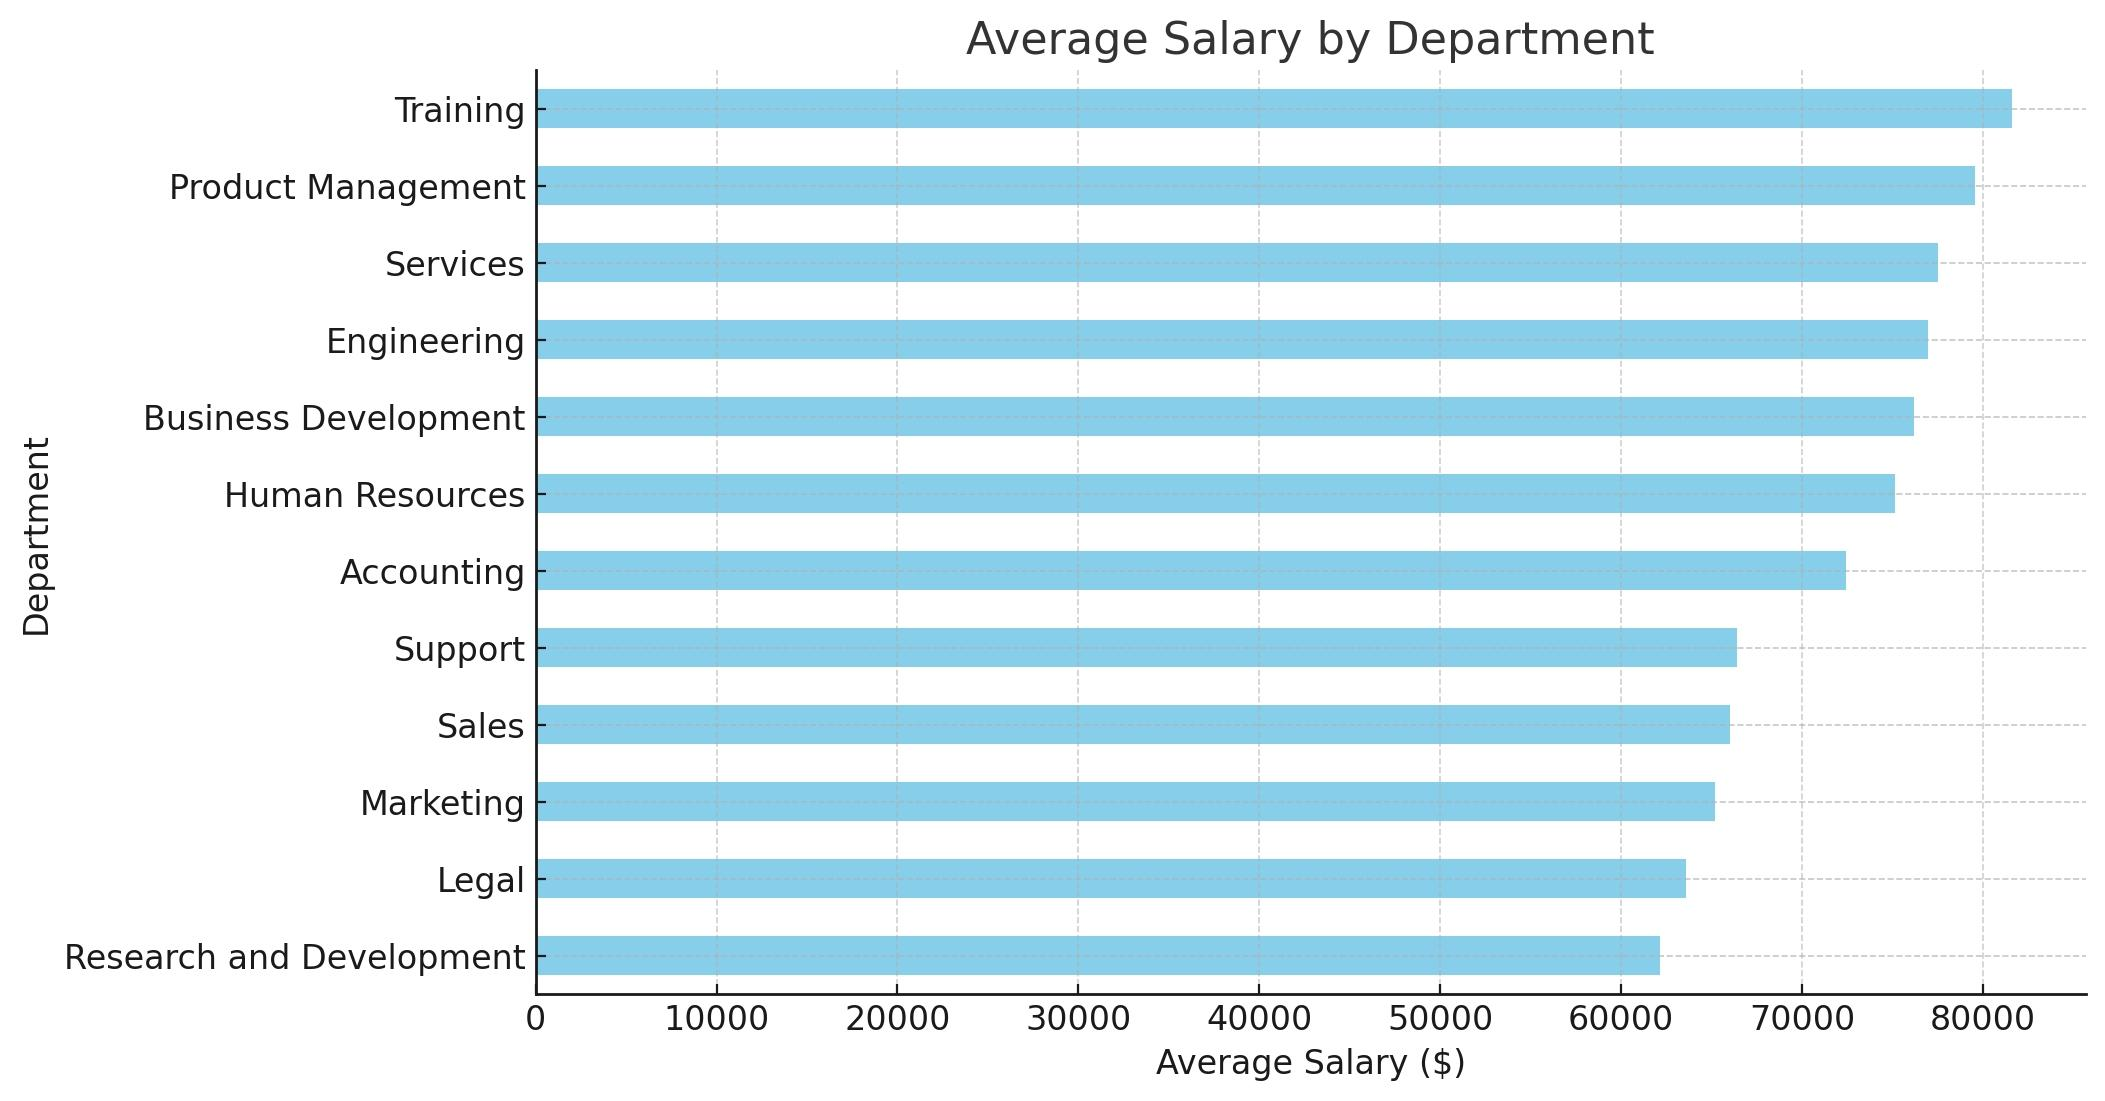 Average Salary by Department
Training
Product Management
Services
Engineering
Business Development
Human Resources
Accounting
Support
Sales
Marketing
Legal
Research and Development
Department
0 10000 20000 30000 40000 50000 60000 70000 80000
Average Salary ($)